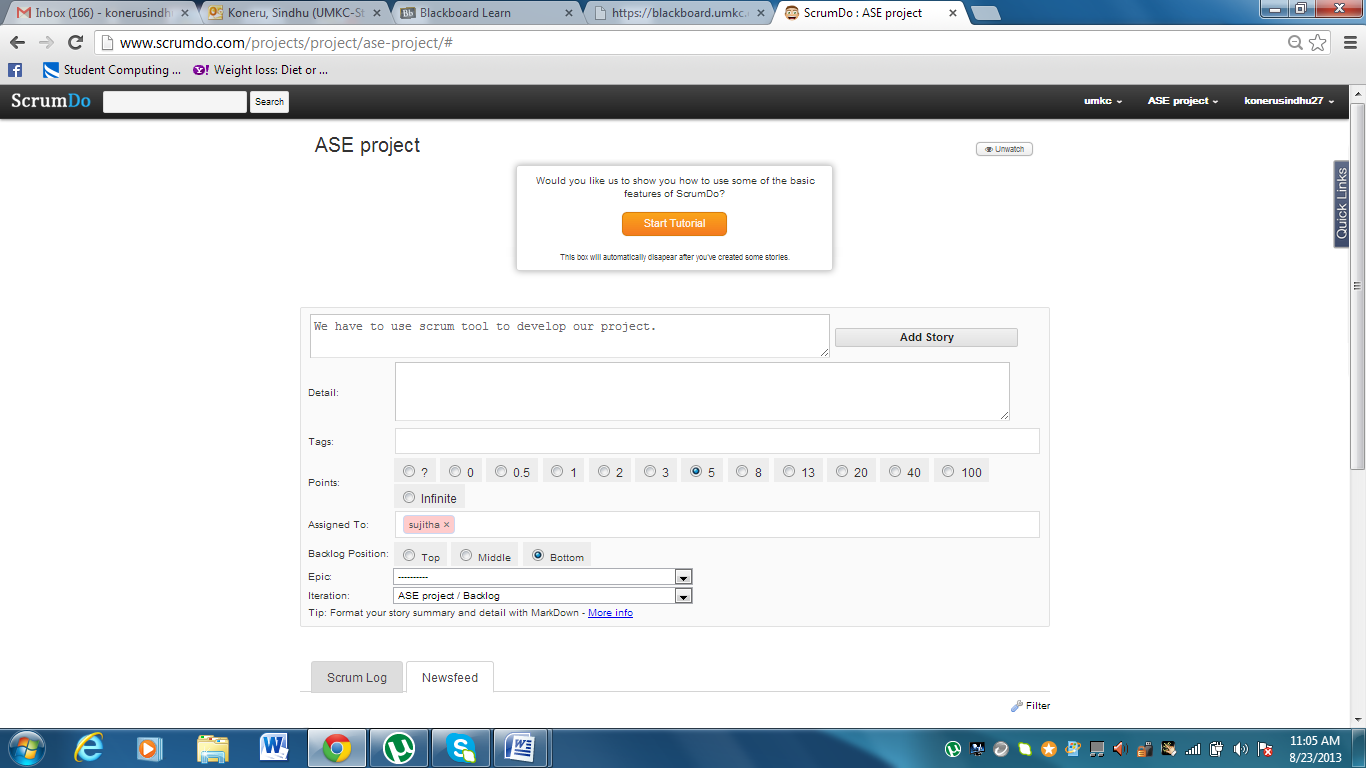 Inbox (166) - konerusindh
Koneru, Sindhu (UMKC-St
Blackboard Learn
https://blackboard.umkc.
ScrumDo : ASE project
www.scrumdo.com/projects/project/ase-project/#
Student Computing ...
Weight loss: Diet or ...
ScrumDo
Search
umkc
ASE project
konerusindhu27
ASE project
Unwatch
Quick Links
Would you like us to show you how to use some of the basic
features of ScrumDo?
Start Tutorial
This box will automatically disapear after you've created some stories.
We have to use scrum tool to develop our project.
Add Story
Detail:
Tags:
Points:
? 0 0.5 1 2 3 5 8 13 20 40 100
Infinite
Assigned To:
sujitha ×
Backlog Position:
Top Middle Bottom
Epic:
----------
Iteration:
ASE project / Backlog
Tip: Format your story summary and detail with MarkDown - More info
Scrum Log
Newsfeed
Filter
11:05 AM
8/23/2013